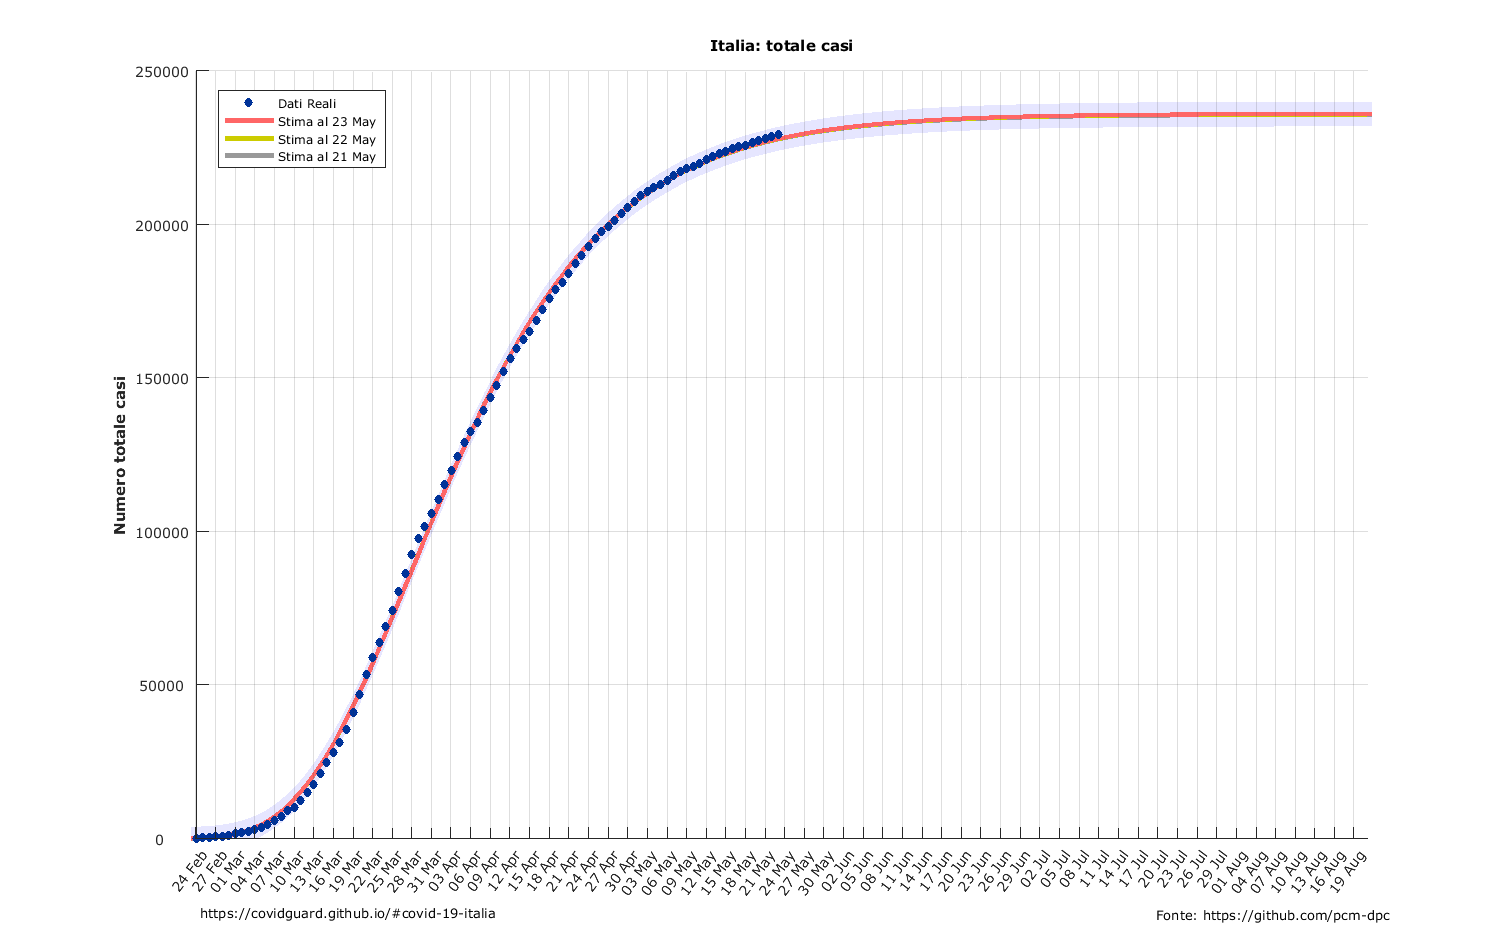 Italia: totale casi
250000
200000
150000
100000
50000
0
Numero totale casi
Dati Reali
Stima al 23 May
Stima al 22 May
Stima al 21 May
24 Feb
27 Feb
01 Mar
04 Mar
07 Mar
10 Mar
13 Mar
16 Mar
19 Mar
22 Mar
25 Mar
28 Mar
31 Mar
03 Apr
06 Apr
09 Apr
12 Apr
15 Apr
18 Apr
21 Apr
24 Apr
27 Apr
30 Apr
03 May
06 May
09 May
12 May
15 May
18 May
21 May
24 May
27 May
30 May
02 Jun
05 Jun
08 Jun
11 Jun
14 Jun
17 Jun
20 Jun
23 Jun
26 Jun
29 Jun
02 Jul
05 Jul
08 Jul
11 Jul
14 Jul
17 Jul
20 Jul
23 Jul
26 Jul
29 Jul
01 Aug
04 Aug
07 Aug
10 Aug
13 Aug
16 Aug
19 Aug
https://covidguard.github.io/#covid-19-italia
Fonte: https://github.com/pcm-dpc